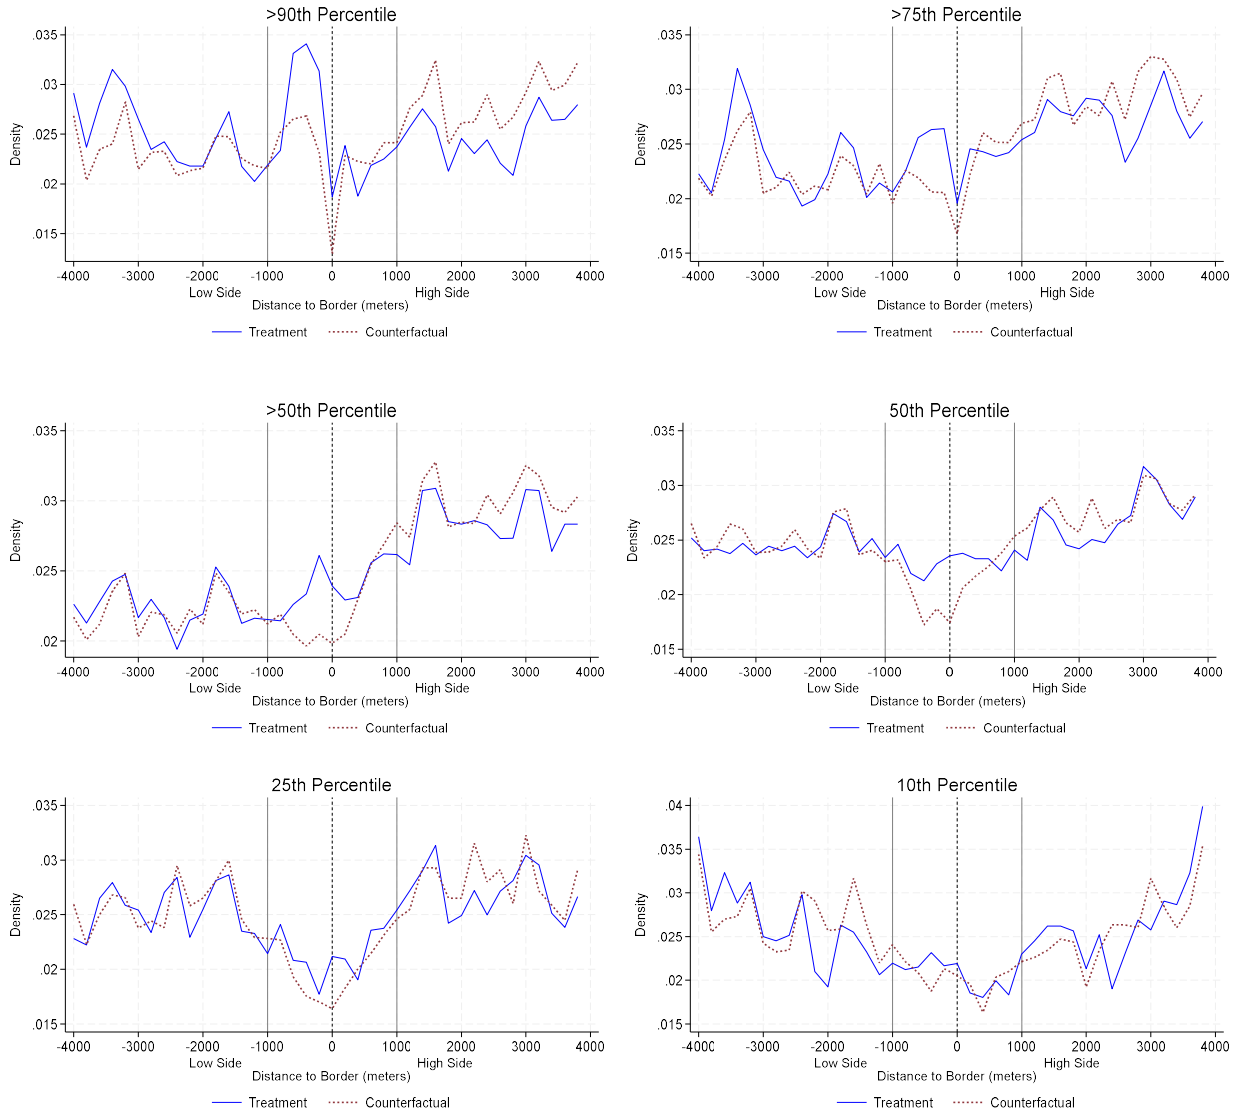 >90th Percentile
.035
.03
.025
.02
.015
Density
-4000 -3000 -2000 -1000 0 1000 2000 3000 4000
Low Side High Side
Distance to Border (meters)
Treatment Counterfactual
>75th Percentile
.035
.03
.025
.02
.015
Density
-4000 -3000 -2000 -1000 0 1000 2000 3000 4000
Low Side High Side
Distance to Border (meters)
Treatment Counterfactual
>50th Percentile
.035
.03
.025
.02
Density
-4000 -3000 -2000 -1000 0 1000 2000 3000 4000
Low Side High Side
Distance to Border (meters)
Treatment Counterfactual
50th Percentile
.035
.03
.025
.02
.015
Density
-4000 -3000 -2000 -1000 0 1000 2000 3000 4000
Low Side High Side
Distance to Border (meters)
Treatment Counterfactual
25th Percentile
.035
.03
.025
.02
.015
Density
-4000 -3000 -2000 -1000 0 1000 2000 3000 4000
Low Side High Side
Distance to Border (meters)
Treatment Counterfactual
10th Percentile
.04
.035
.03
.025
.02
.015
Density
-4000 -3000 -2000 -1000 0 1000 2000 3000 4000
Low Side High Side
Distance to Border (meters)
Treatment Counterfactual